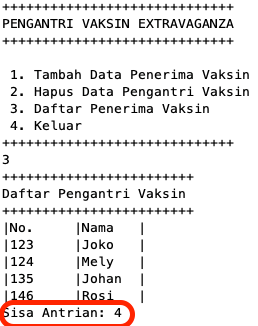 ++++++++++++++++++++++++++++++
PENGANTRI VAKSIN EXTRAVAGANZA
++++++++++++++++++++++++++++++
1. Tambah Data Penerima Vaksin
2. Hapus Data Pengantri Vaksin
3. Daftar Penerima Vaksin
4. Keluar
++++++++++++++++++++++++++++++
3
+++++++++++++++++++++++++
Daftar Pengantri Vaksin
+++++++++++++++++++++++++
|No. |Nama |
|123 |Joko |
|124 |Mely |
|135 |Johan |
|146 |Rosi |
Sisa Antrian: 4